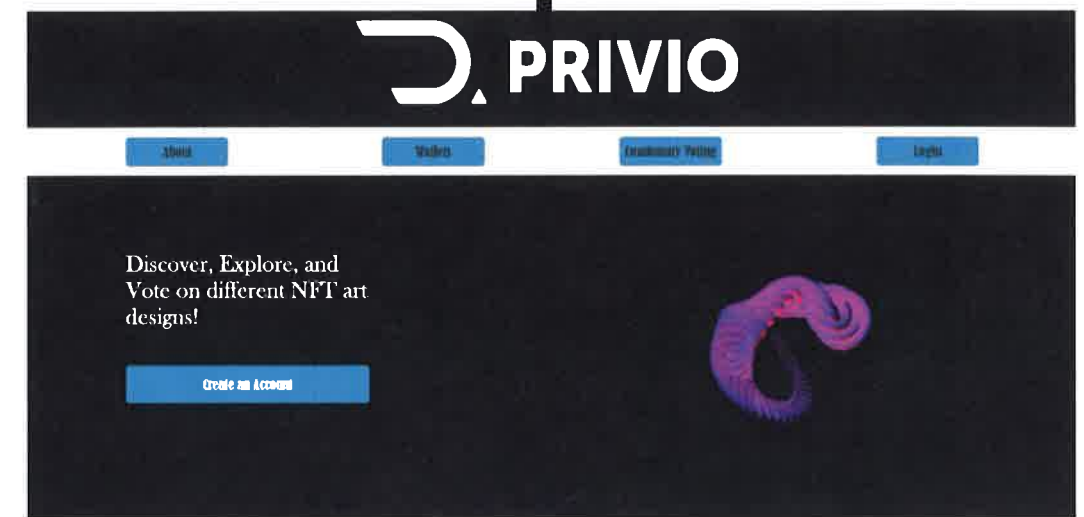 PRIVIO
About
Wallets
Community Voting
Login
Discover, Explore, and
Vote on different NFT art
designs!
Create an Account